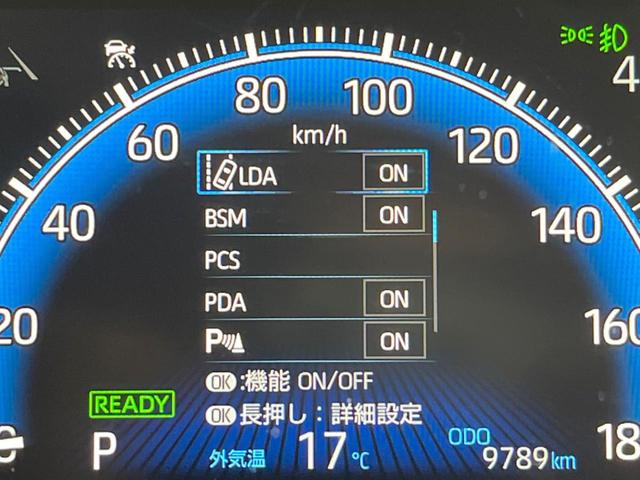 80 100
60 km/h 120
LDA ON
40 BSM ON 140
PCS
20 PDA ON 160
P ON
OK:機能 ON/OFF
READY OK長押し:詳細設定
P 外気温 17℃ ODO 9789km